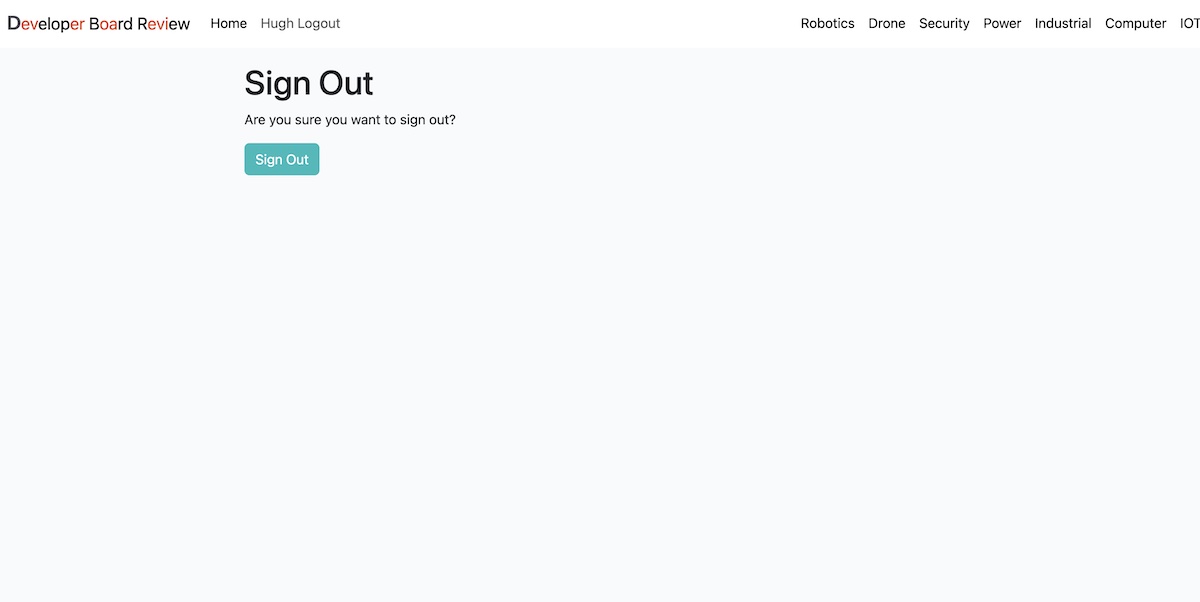 Developer Board Review Home Hugh Logout Robotics Drone Security Power Industrial Computer IOT
Sign Out
Are you sure you want to sign out?
Sign Out